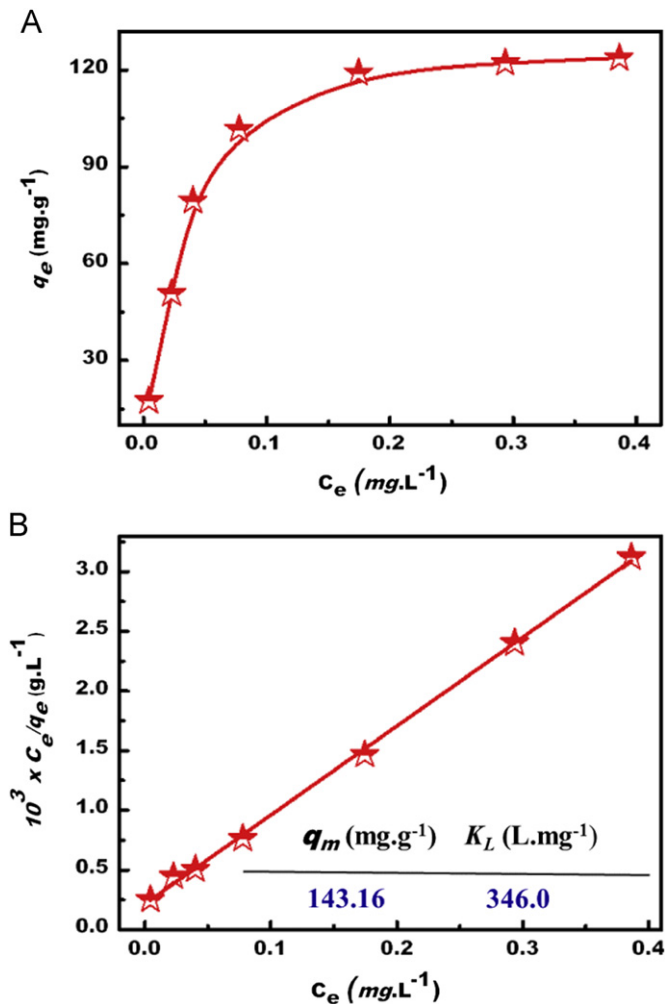 A
120
90
60
30
qe (mg.g-1)
0.0 0.1 0.2 0.3 0.4
Ce (mg.L-1)
B
3.0
2.5
2.0
1.5
1.0
0.5
0.0
10³ x Ce/qe (g.L-1)
qm (mg.g-1) KL (L.mg-1)
143.16 346.0
0.0 0.1 0.2 0.3 0.4
Ce (mg.L-1)